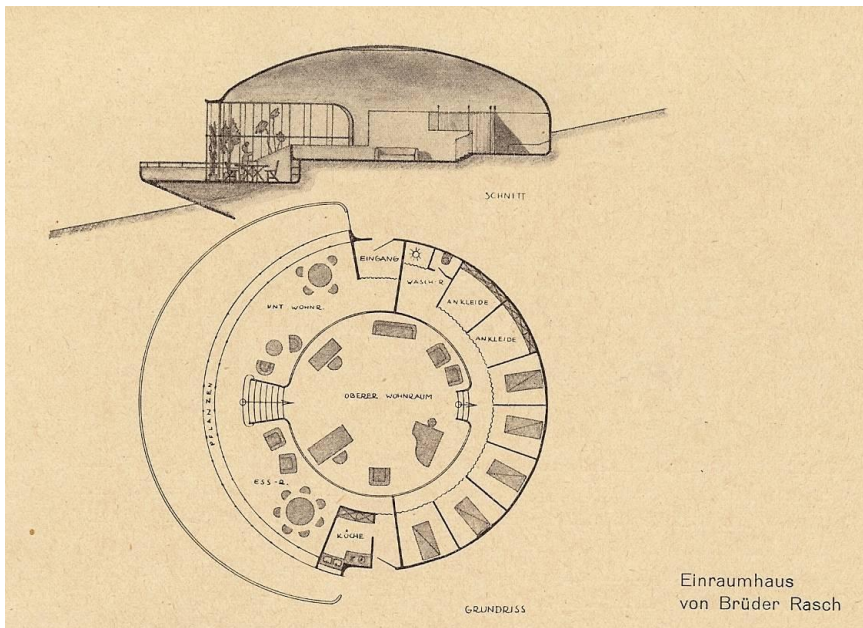 SCHNITT
EINGANG
WASCH-R
ANKLEIDE
UNT WOHNR.
ANKLEIDE
PFLANZEN
OBERER WOHNRAUM
ESS-R.
KÜCHE
Einraumhaus
von Brüder Rasch
GRUNDRISS